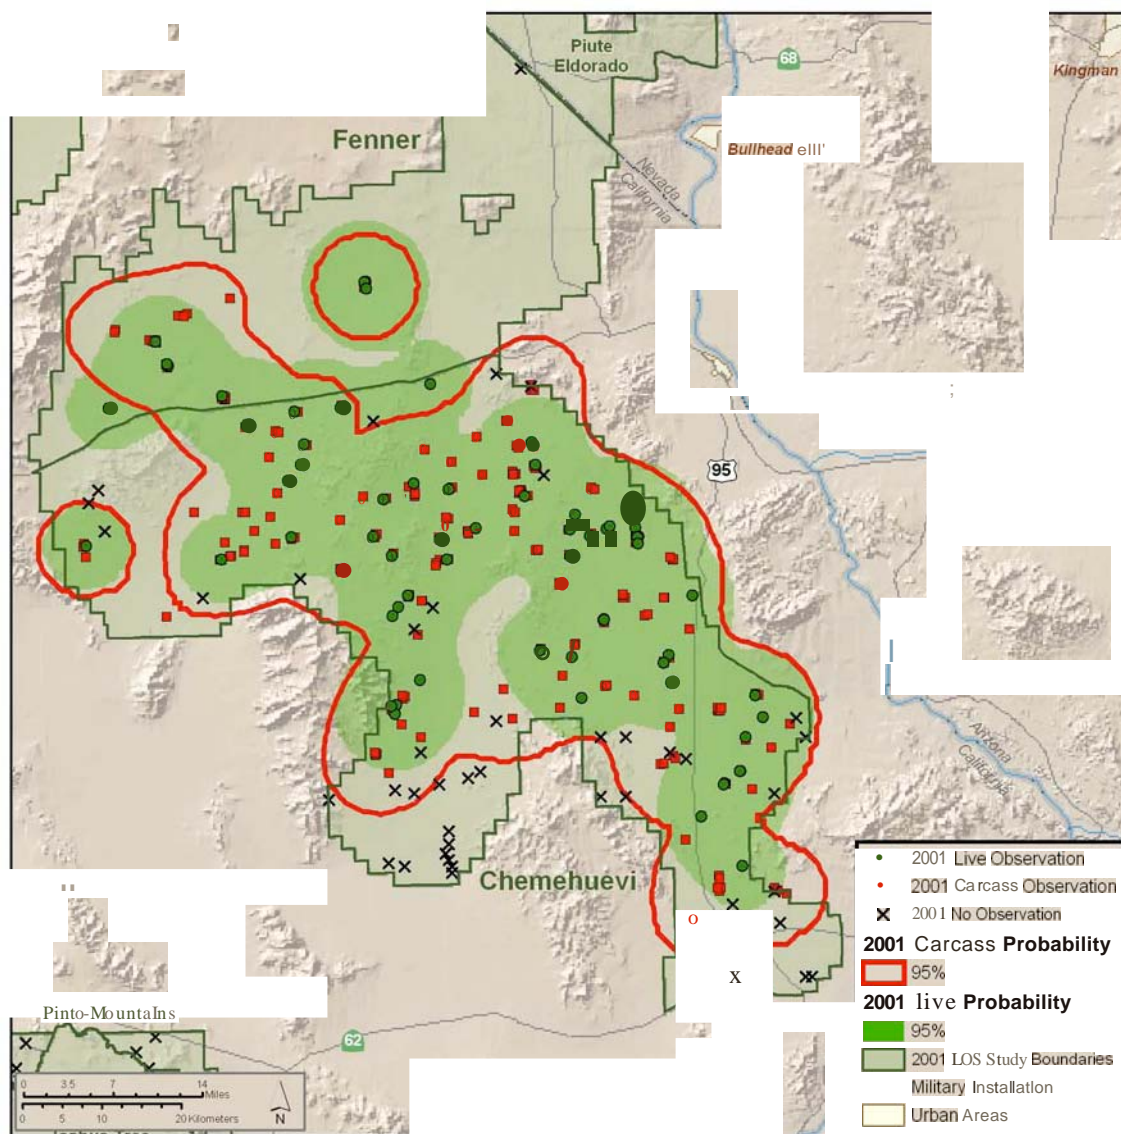 Piute
Eldorado
68
Kingman
Fenner
Bullhead elll'
Nevada
California
;
95
Arizona
California
Chemehuevi
o
x
2001 Live Observation
2001 Carcass Observation
2001 No Observation
2001 Carcass Probability
95%
2001 live Probability
95%
2001 LOS Study Boundaries
Military Installation
Urban Areas
Pinto-MountaIns
62
0 3.5 7 14
Miles
0 5 10 20 Kilometers
N